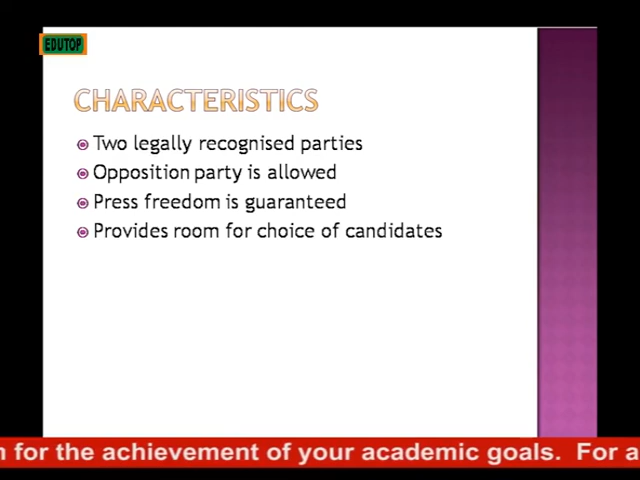 EDUTOP
CHARACTERISTICS
Two legally recognised parties
Opposition party is allowed
Press freedom is guaranteed
Provides room for choice of candidates
for the achievement of your academic goals. For a